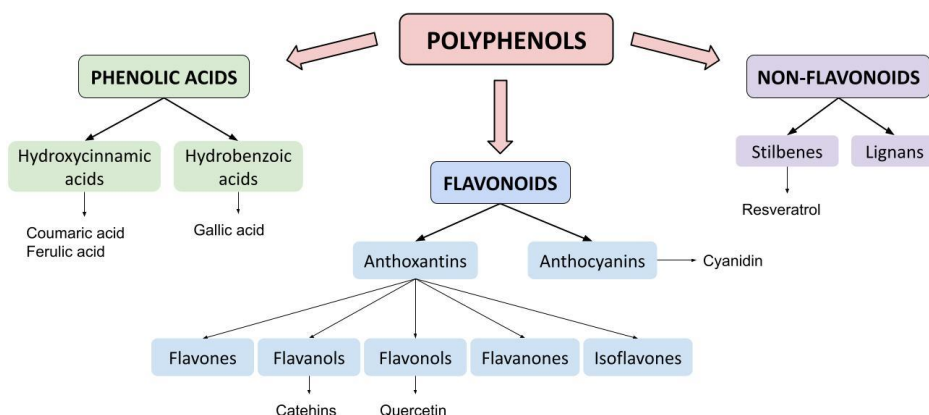 POLYPHENOLS
PHENOLIC ACIDS
NON-FLAVONOIDS
Hydroxycinnamic
acids
Hydrobenzoic
acids
Stilbenes
Lignans
FLAVONOIDS
Resveratrol
Coumaric acid
Ferulic acid
Gallic acid
Anthoxantins
Anthocyanins
Cyanidin
Flavones
Flavanols
Flavonols
Flavanones
Isoflavones
Catehins
Quercetin